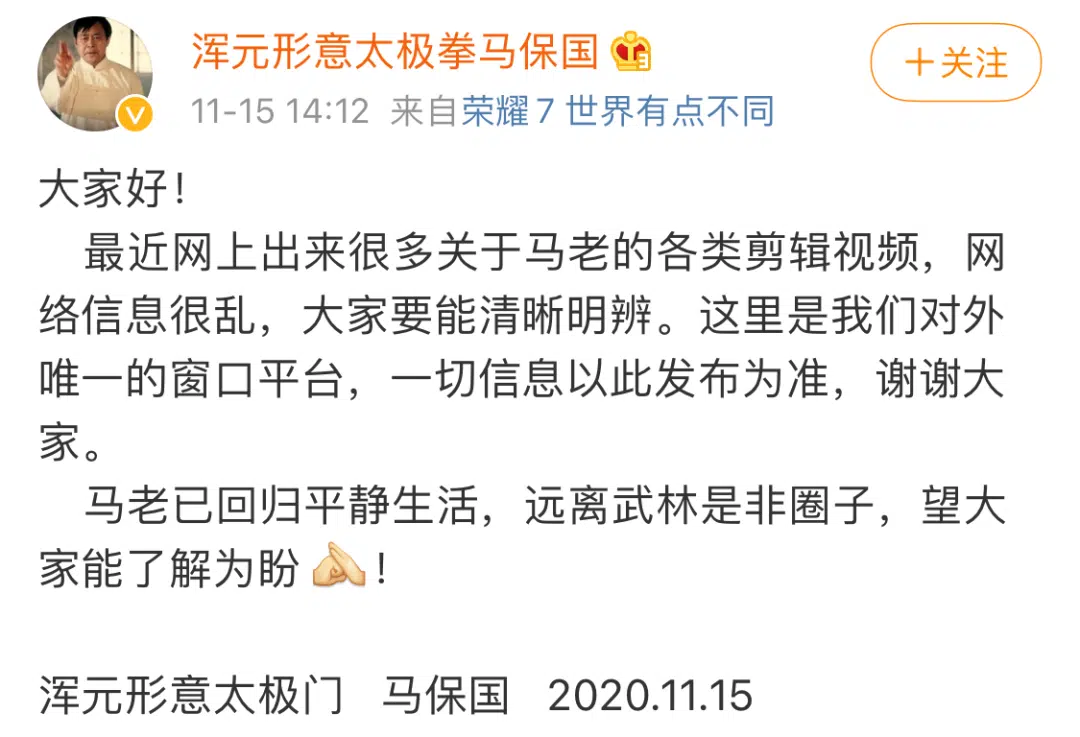 浑元形意太极拳马保国
+关注
11-15 14:12 来自荣耀7 世界有点不同
大家好！
最近网上出来很多关于马老的各类剪辑视频，网
络信息很乱，大家要能清晰明辨。这里是我们对外
唯一的窗口平台，一切信息以此发布为准，谢谢大
家。
马老已回归平静生活，远离武林是非圈子，望大
家能了解为盼！
浑元形意太极门 马保国 2020.11.15